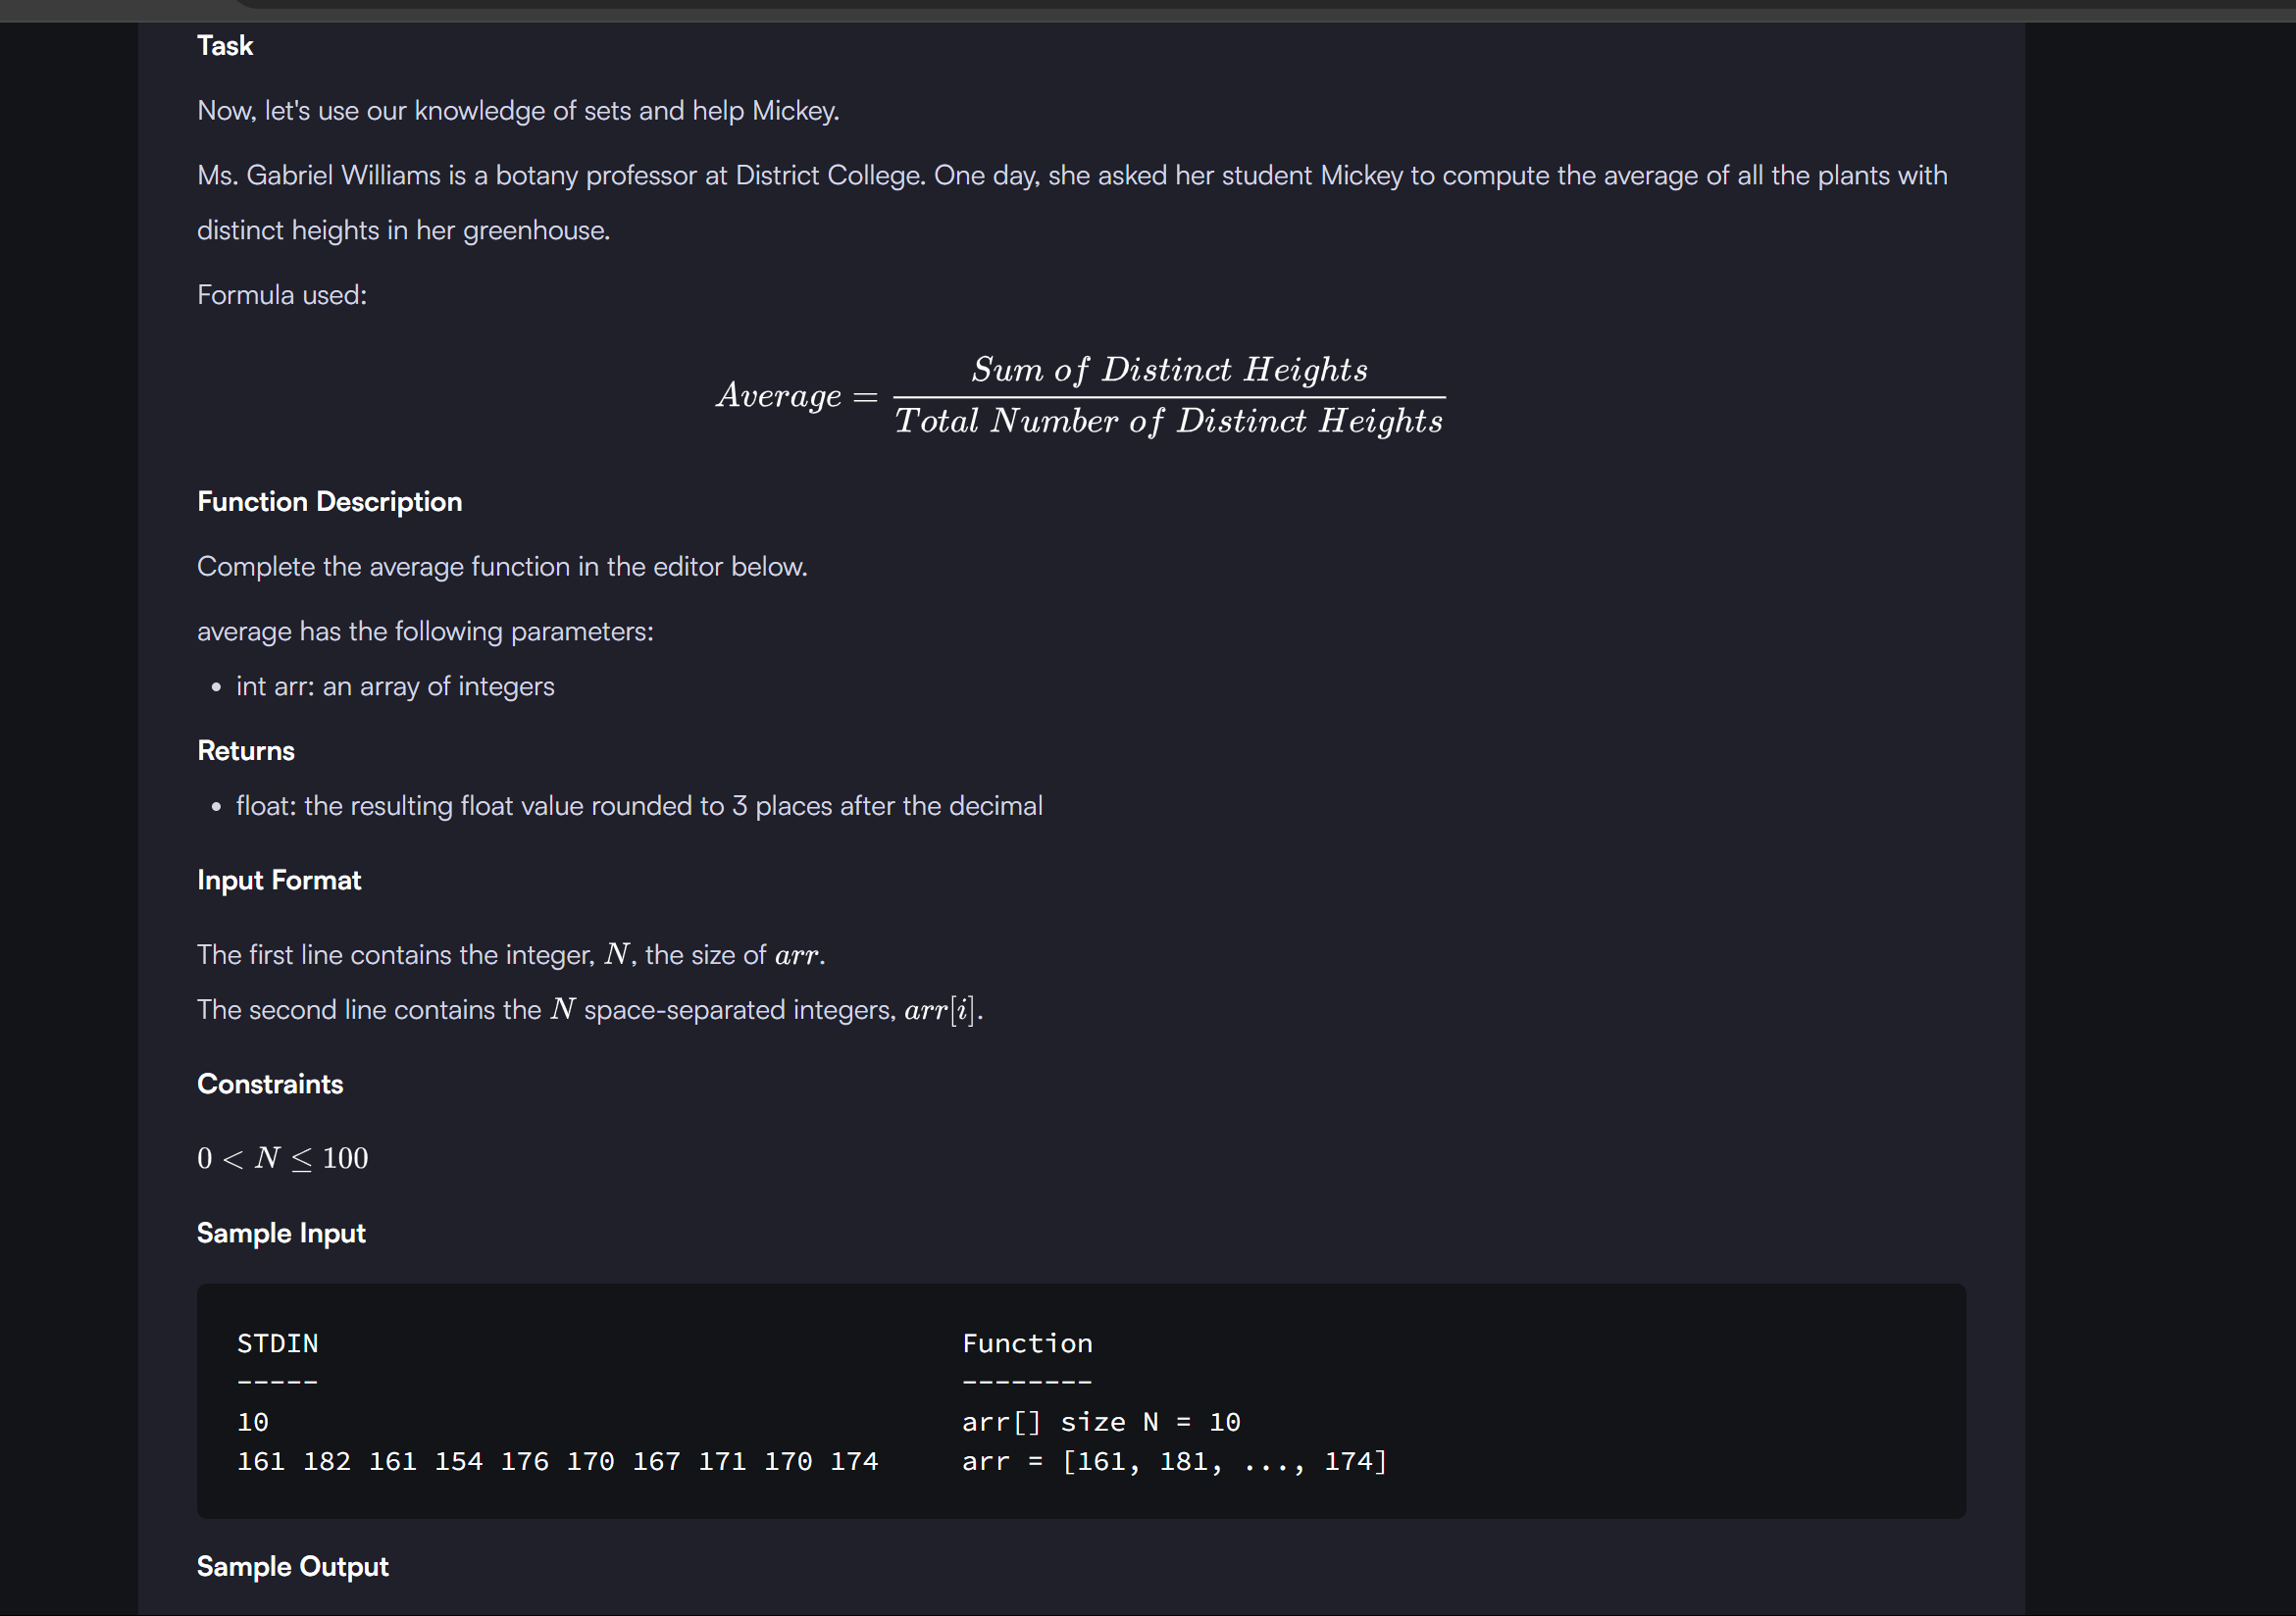 Task
Now, let's use our knowledge of sets and help Mickey.
Ms. Gabriel Williams is a botany professor at District College. One day, she asked her student Mickey to compute the average of all the plants with
distinct heights in her greenhouse.
Formula used:
Average = Sum of Distinct Heights / Total Number of Distinct Heights
Function Description
Complete the average function in the editor below.
average has the following parameters:
• int arr: an array of integers
Returns
• float: the resulting float value rounded to 3 places after the decimal
Input Format
The first line contains the integer, N, the size of arr.
The second line contains the N space-separated integers, arr[i].
Constraints
0 < N ≤ 100
Sample Input
STDIN Function
----- --------
10 arr[] size N = 10
161 182 161 154 176 170 167 171 170 174 arr = [161, 181, ..., 174]
Sample Output